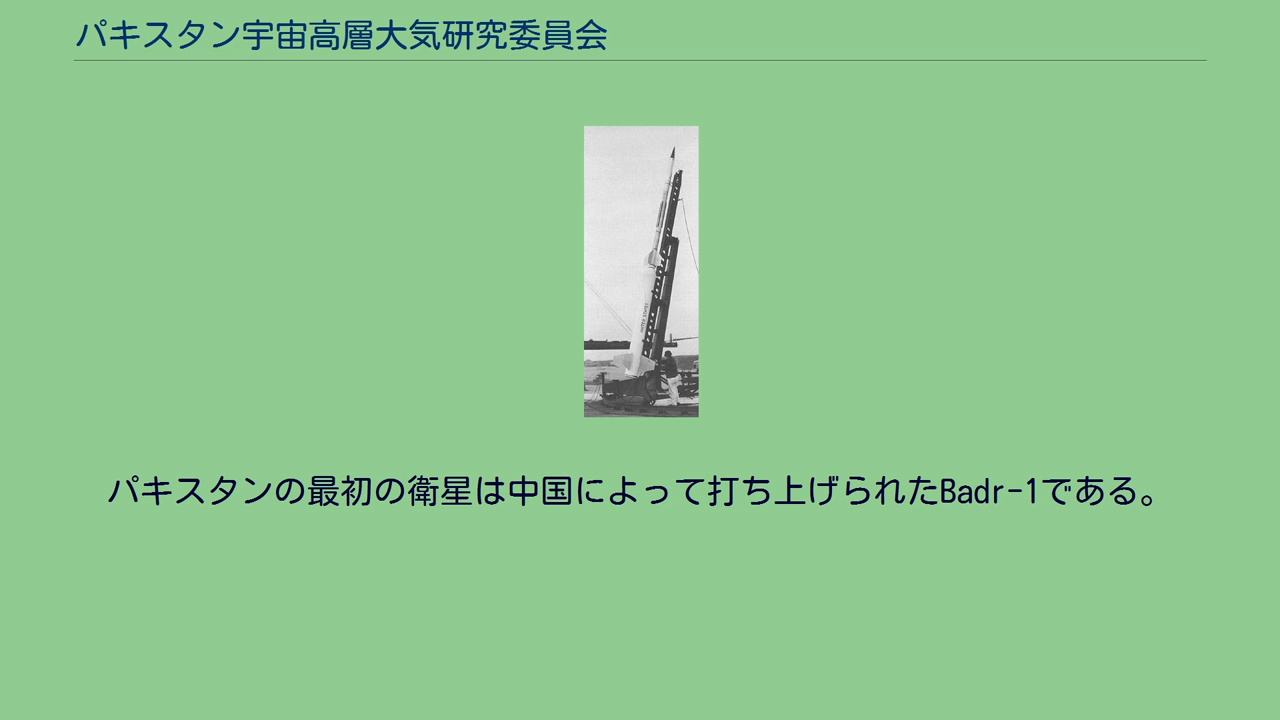 パキスタン宇宙高層大気研究委員会
パキスタンの最初の衛星は中国によって打ち上げられたBadr-1である。